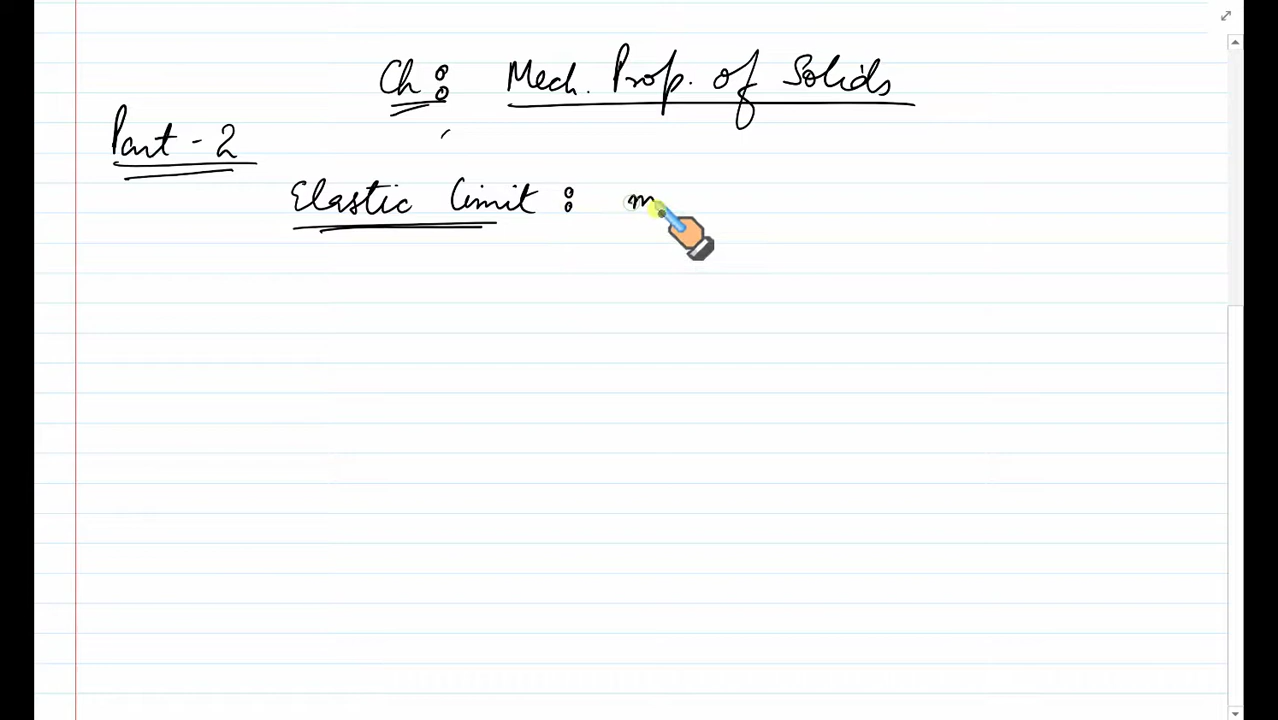 Ch : Mech. Prop. of Solids
Part - 2
Elastic limit : m